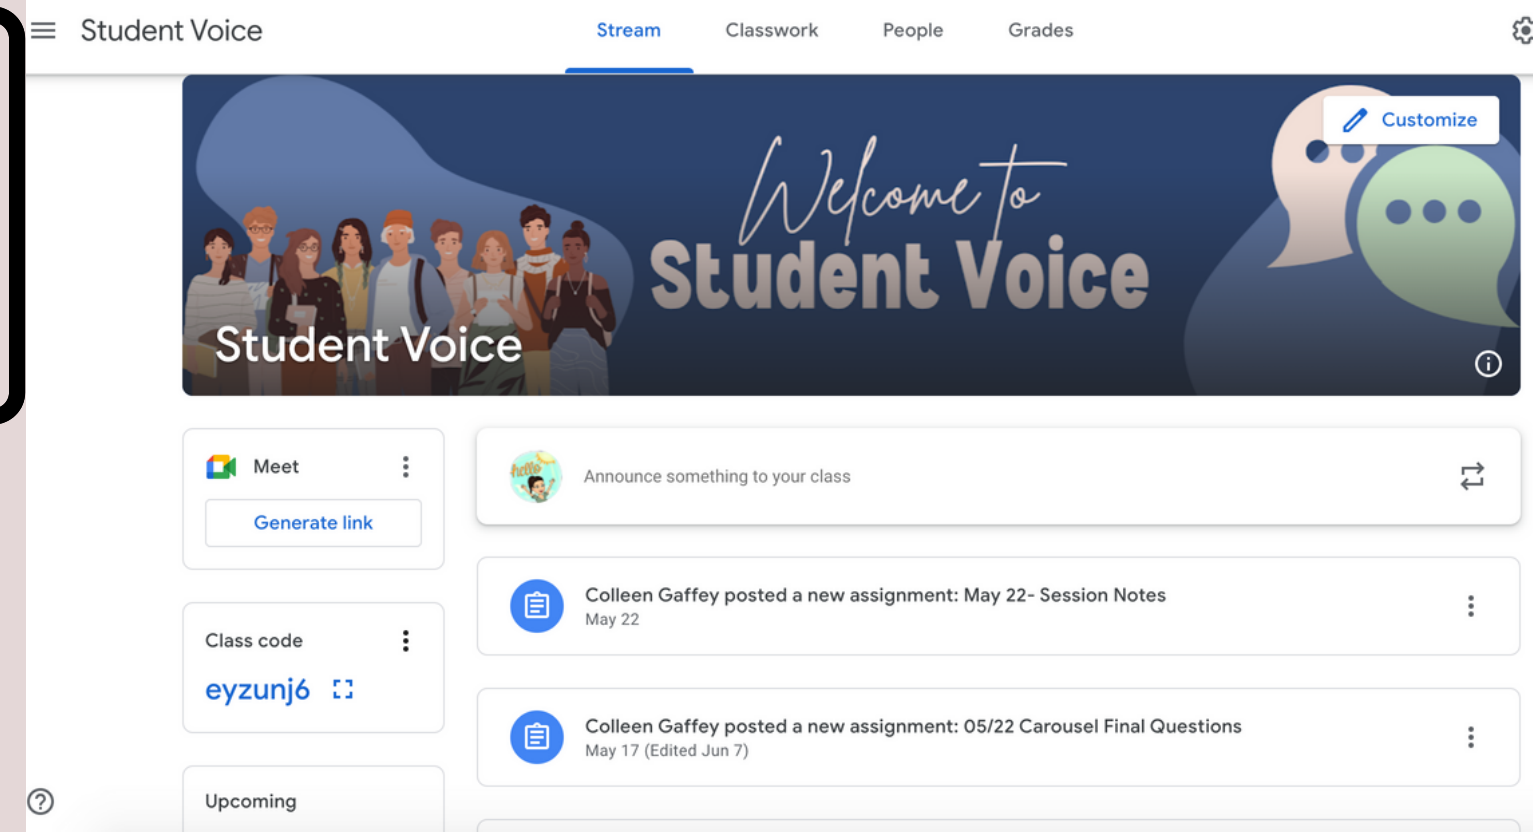 Student Voice
Stream Classwork People Grades
Customize
Welcome to
Student Voice
Student Voice
Meet
Generate link
hello
Announce something to your class
Colleen Gaffey posted a new assignment: May 22- Session Notes
May 22
Class code
eyzunj6
Colleen Gaffey posted a new assignment: 05/22 Carousel Final Questions
May 17 (Edited Jun 7)
Upcoming